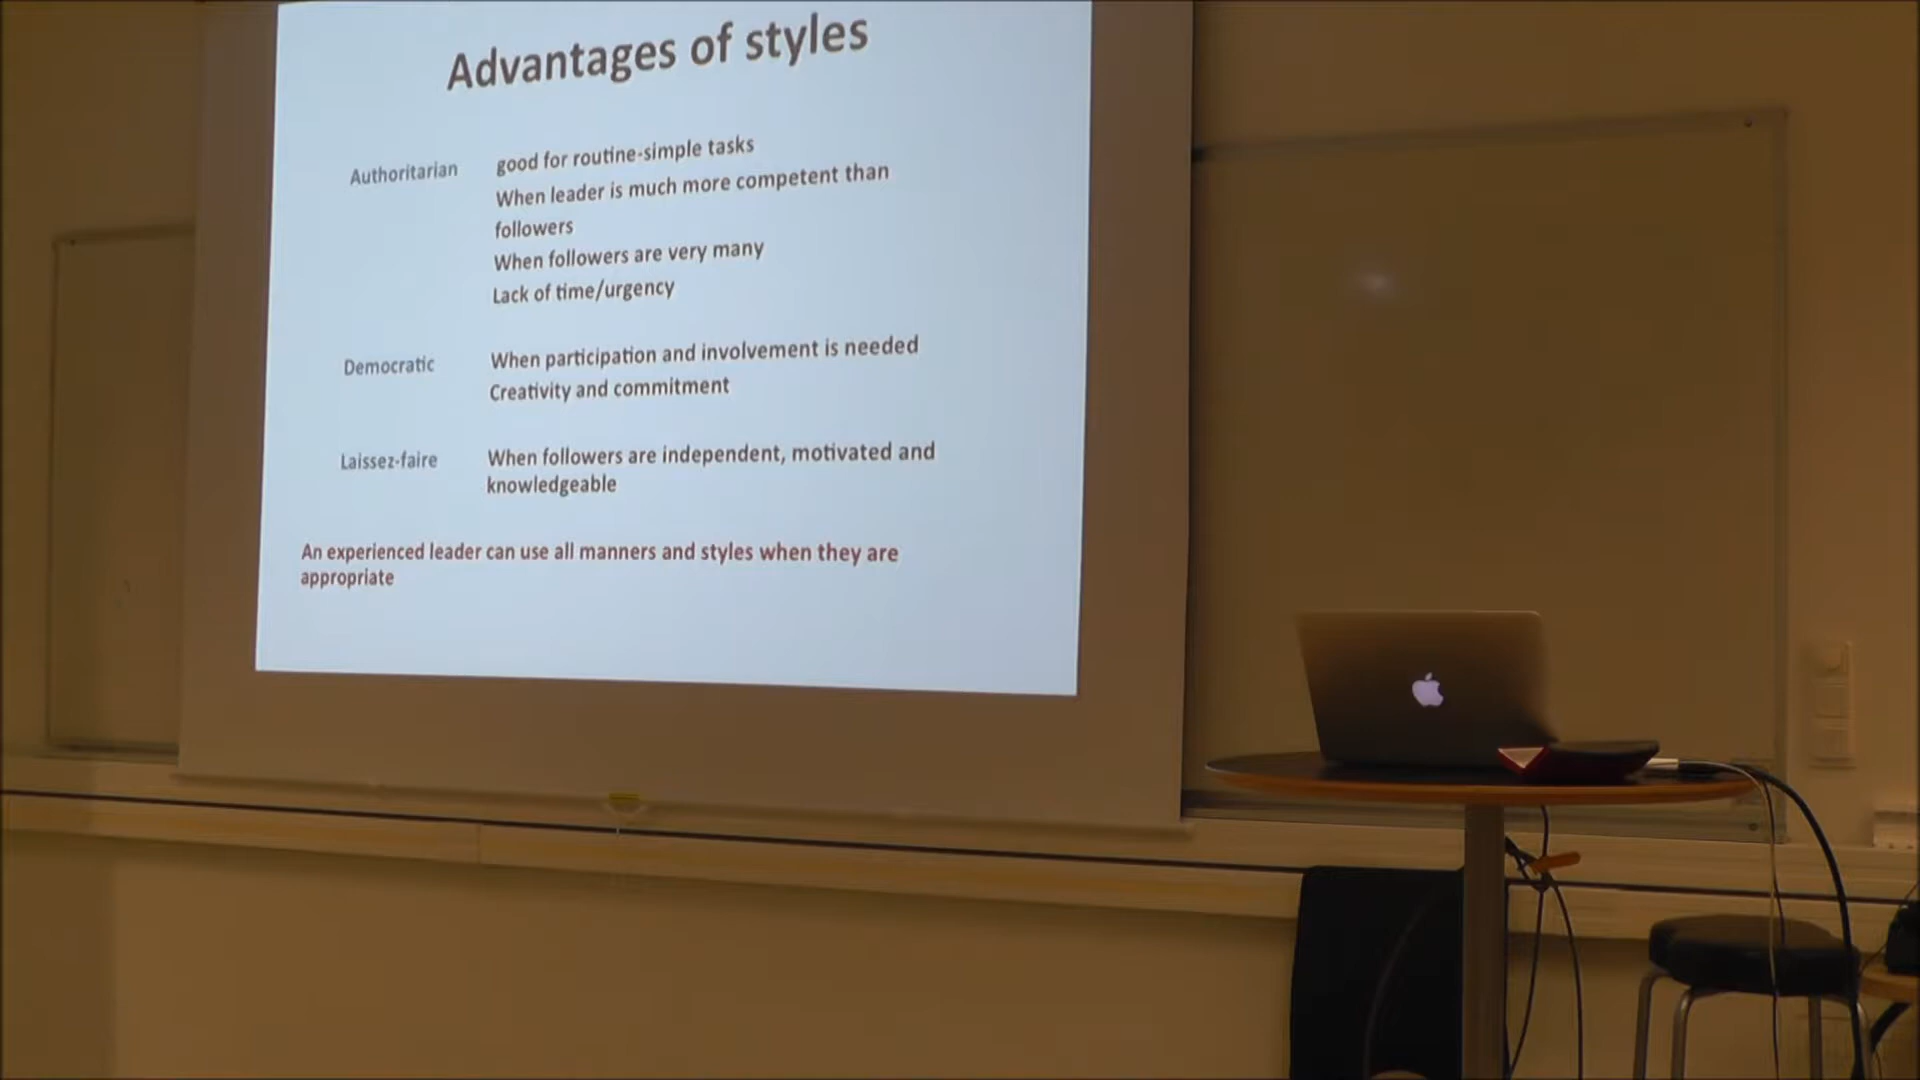 Advantages of styles
Authoritarian good for routine-simple tasks
When leader is much more competent than
followers
When followers are very many
Lack of time/urgency
Democratic When participation and involvement is needed
Creativity and commitment
Laissez-faire When followers are independent, motivated and
knowledgeable
An experienced leader can use all manners and styles when they are
appropriate